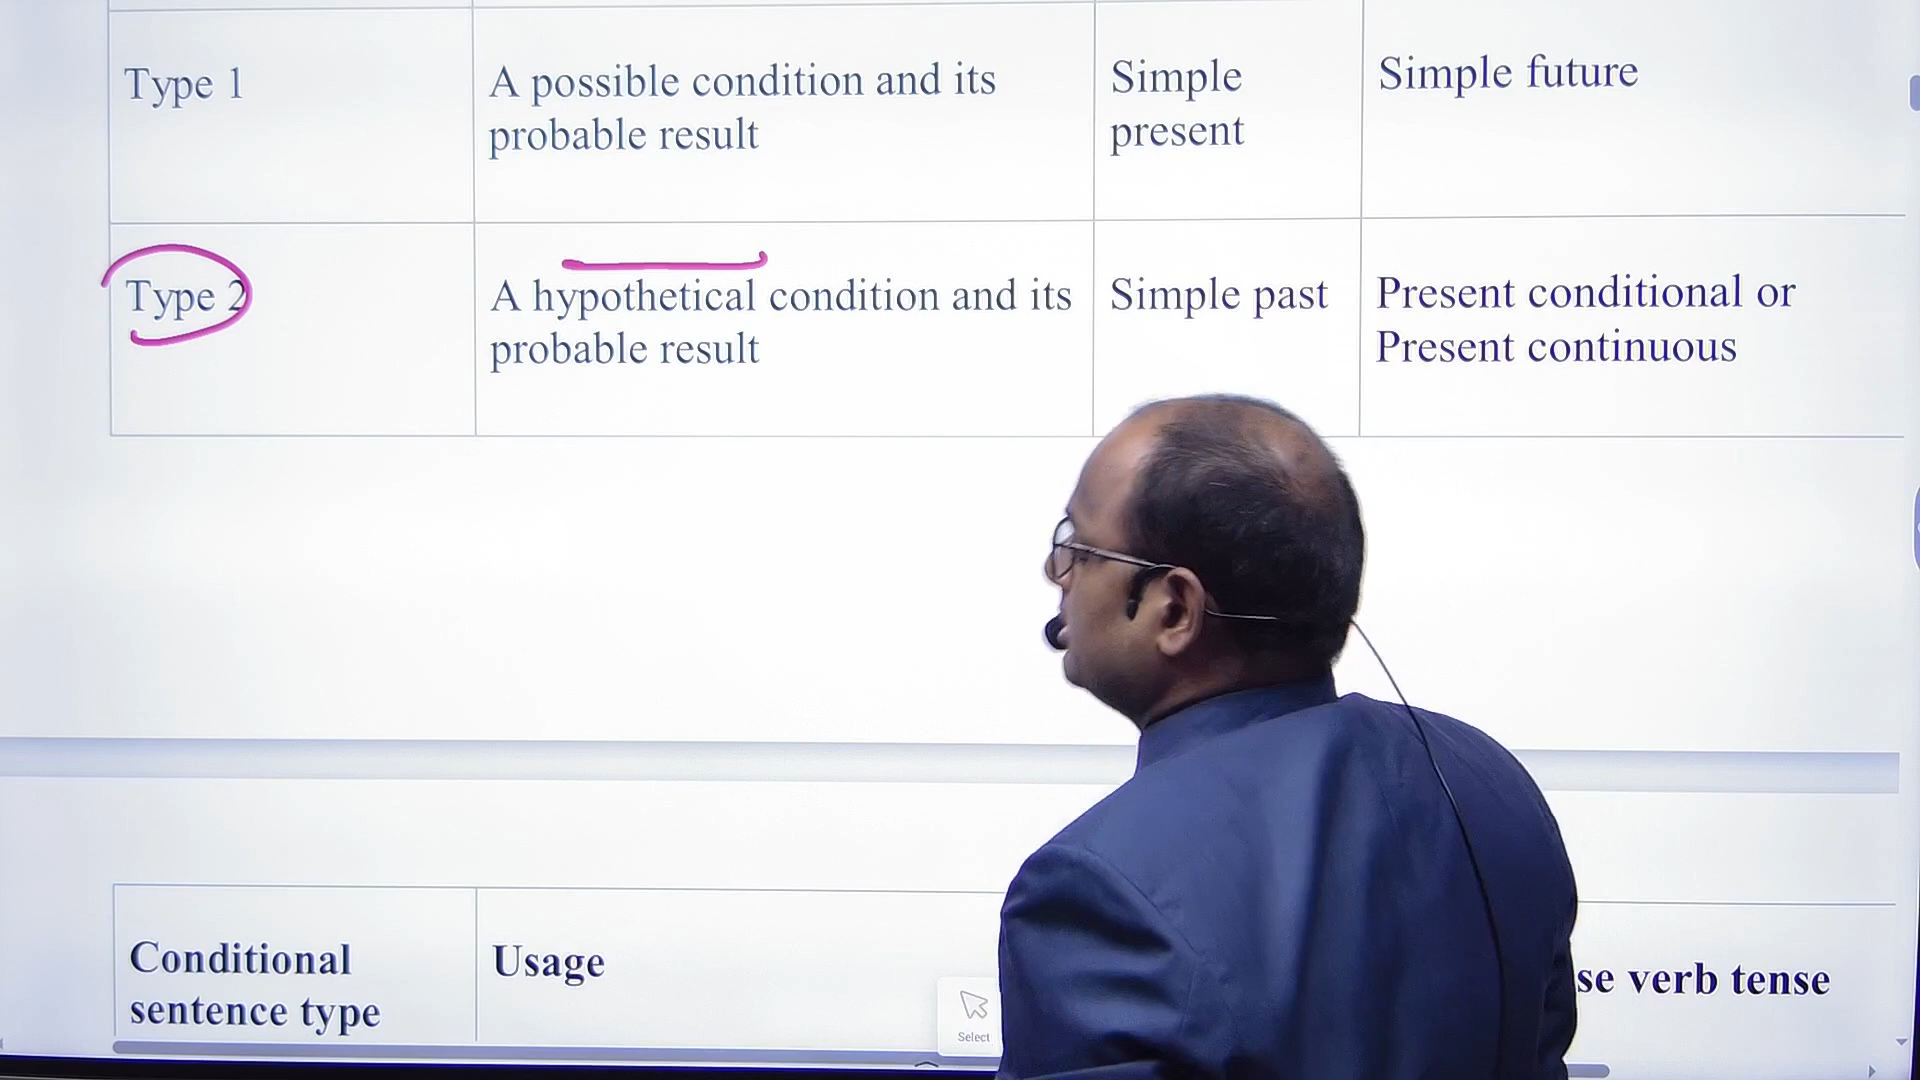 Type 1
A possible condition and its
probable result
Simple
present
Simple future
Type 2
A hypothetical condition and its
probable result
Simple past
Present conditional or
Present continuous
Conditional
sentence type
Usage
se verb tense
Select